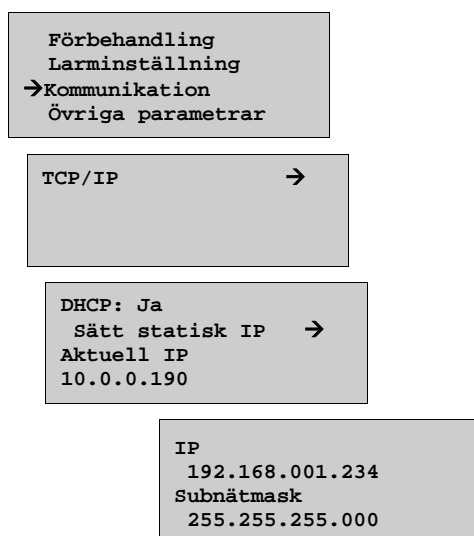 Förbehandling
Larminställning
→Kommunikation
Övriga parametrar
TCP/IP →
DHCP: Ja
Sätt statisk IP →
Aktuell IP
10.0.0.190
IP
192.168.001.234
Subnätmask
255.255.255.000